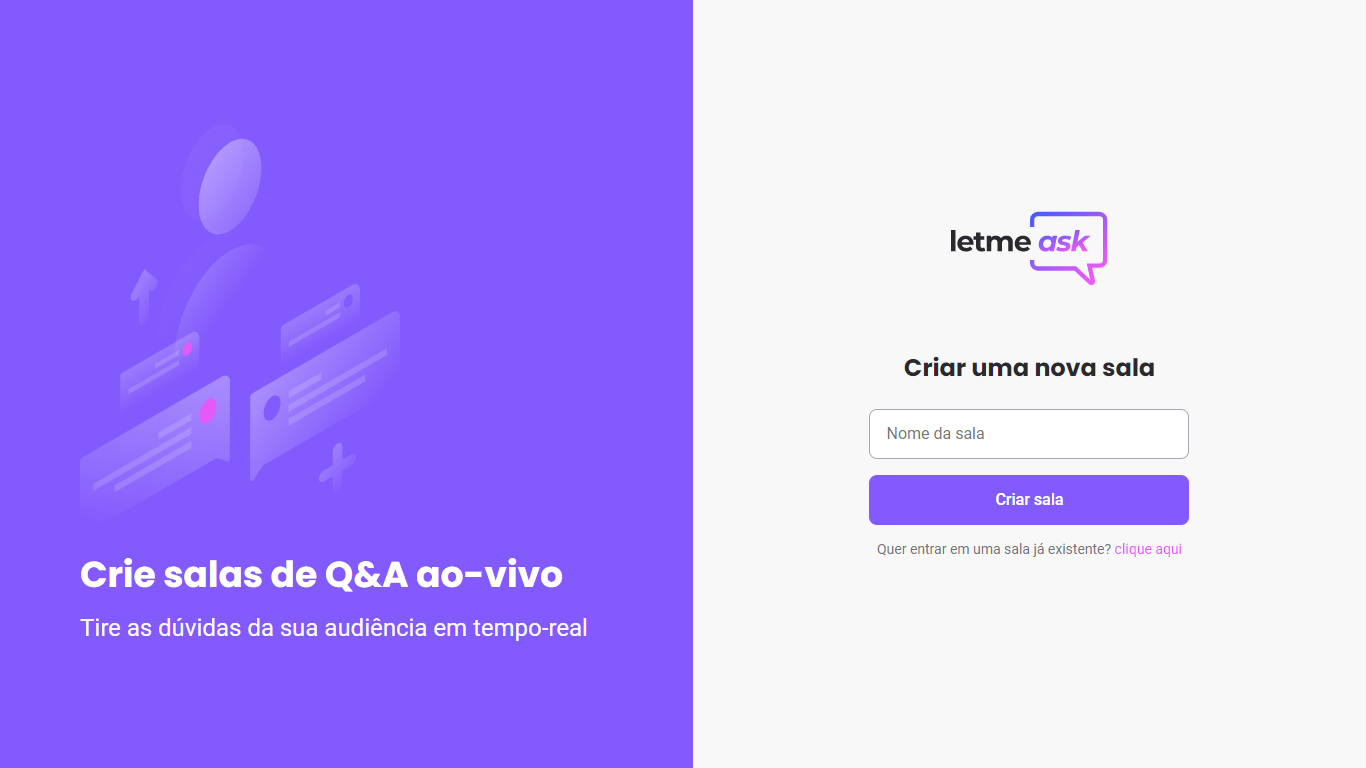 Crie salas de Q&A ao-vivo
Tire as dúvidas da sua audiência em tempo-real
letme ask
Criar uma nova sala
Nome da sala
Criar sala
Quer entrar em uma sala já existente? clique aqui